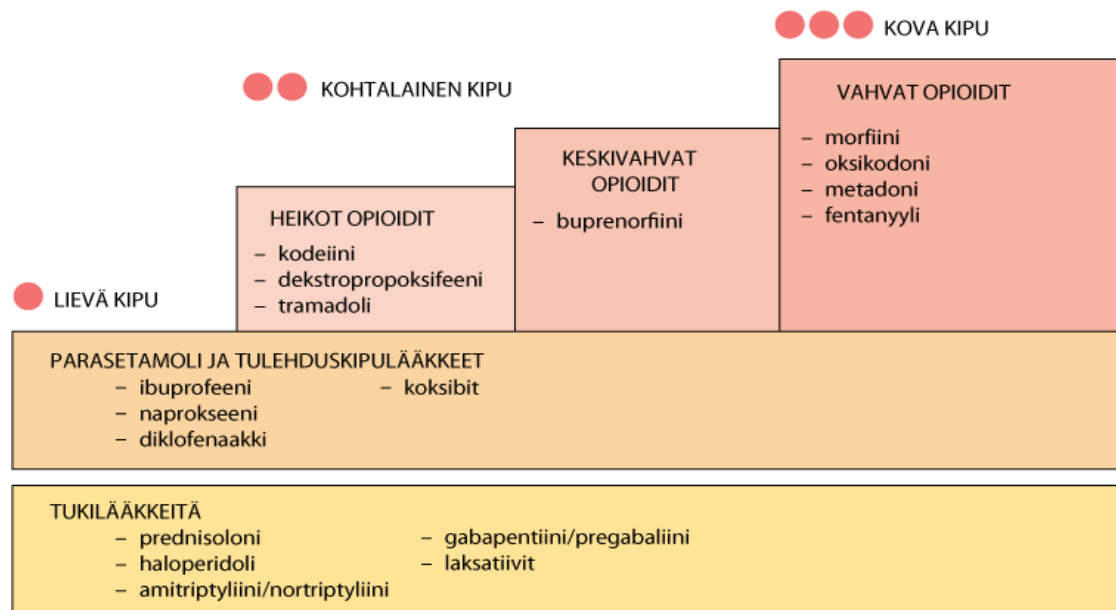 KOVA KIPU
KOHTALAINEN KIPU
VAHVAT OPIOIDIT
– morfiini
– oksikodoni
– metadoni
– fentanyyli
KESKIVAHVAT
OPIOIDIT
– buprenorfiini
HEIKOT OPIOIDIT
– kodeiini
– dekstropropoksifeeni
– tramadoli
LIEVÄ KIPU
PARASETAMOLI JA TULEHDUSKIPULÄÄKKEET
– ibuprofeeni
– naprokseeni
– diklofenaakki
– koksibit
TUKILÄÄKKEITÄ
– prednisoloni
– haloperidoli
– amitriptyliini/nortriptyliini
– gabapentiini/pregabaliini
– laksatiivit